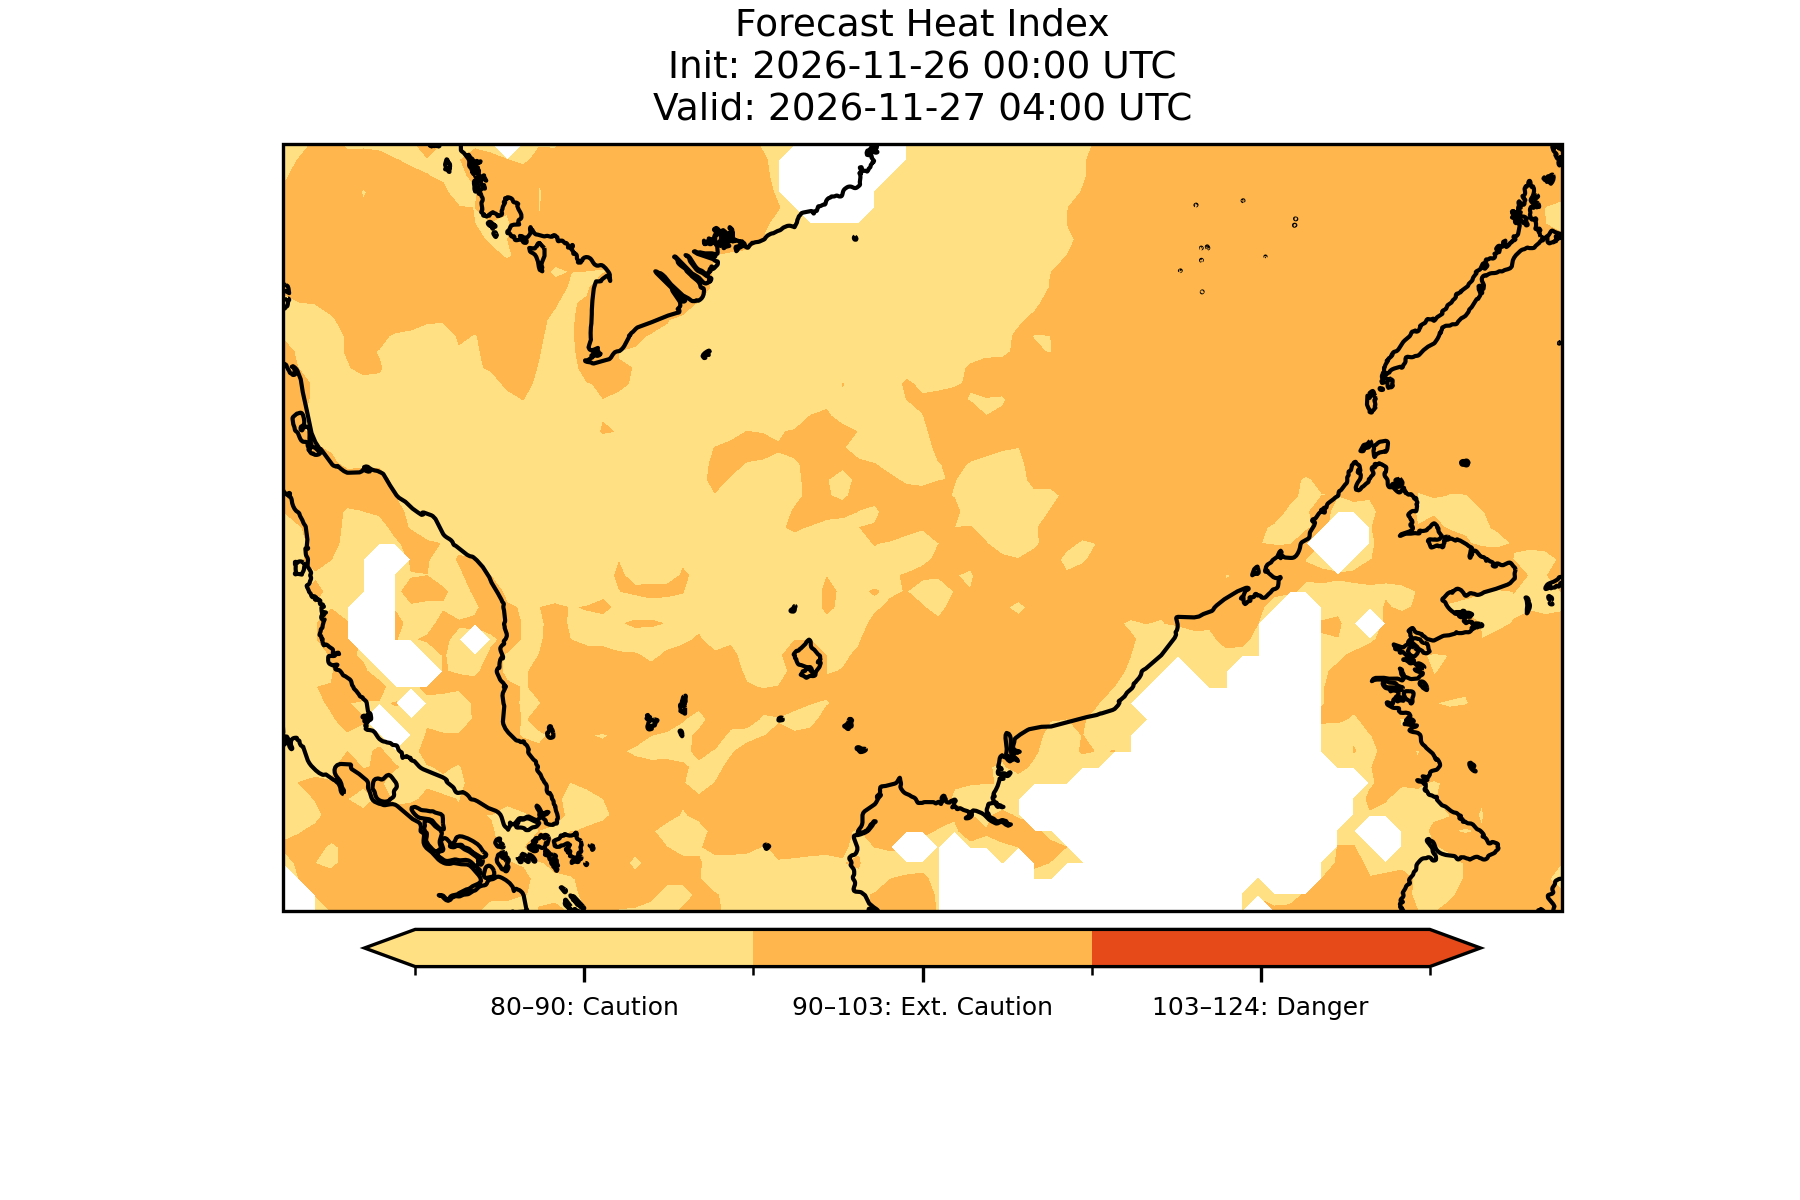 Forecast Heat Index
Init: 2026-11-26 00:00 UTC
Valid: 2026-11-27 04:00 UTC
80–90: Caution
90–103: Ext. Caution
103–124: Danger